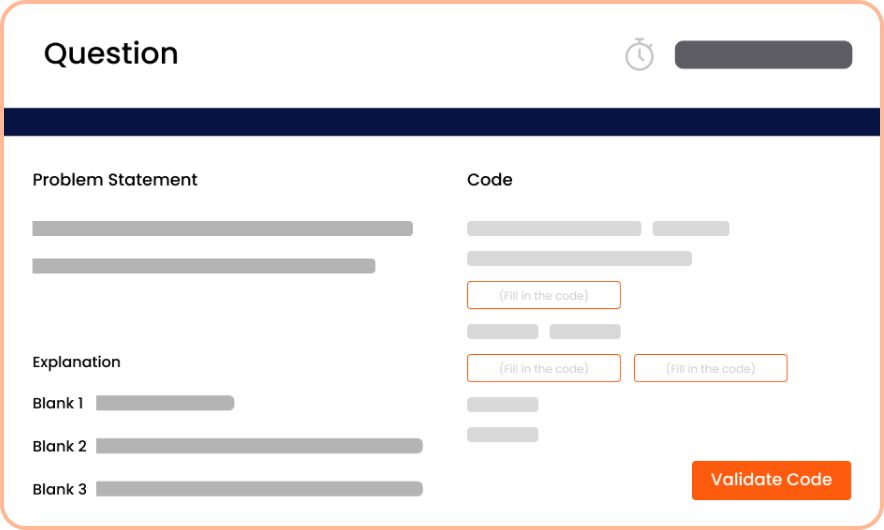 Question
Problem Statement
Code
(Fill in the code)
(Fill in the code) (Fill in the code)
Explanation
Blank 1
Blank 2
Blank 3
Validate Code